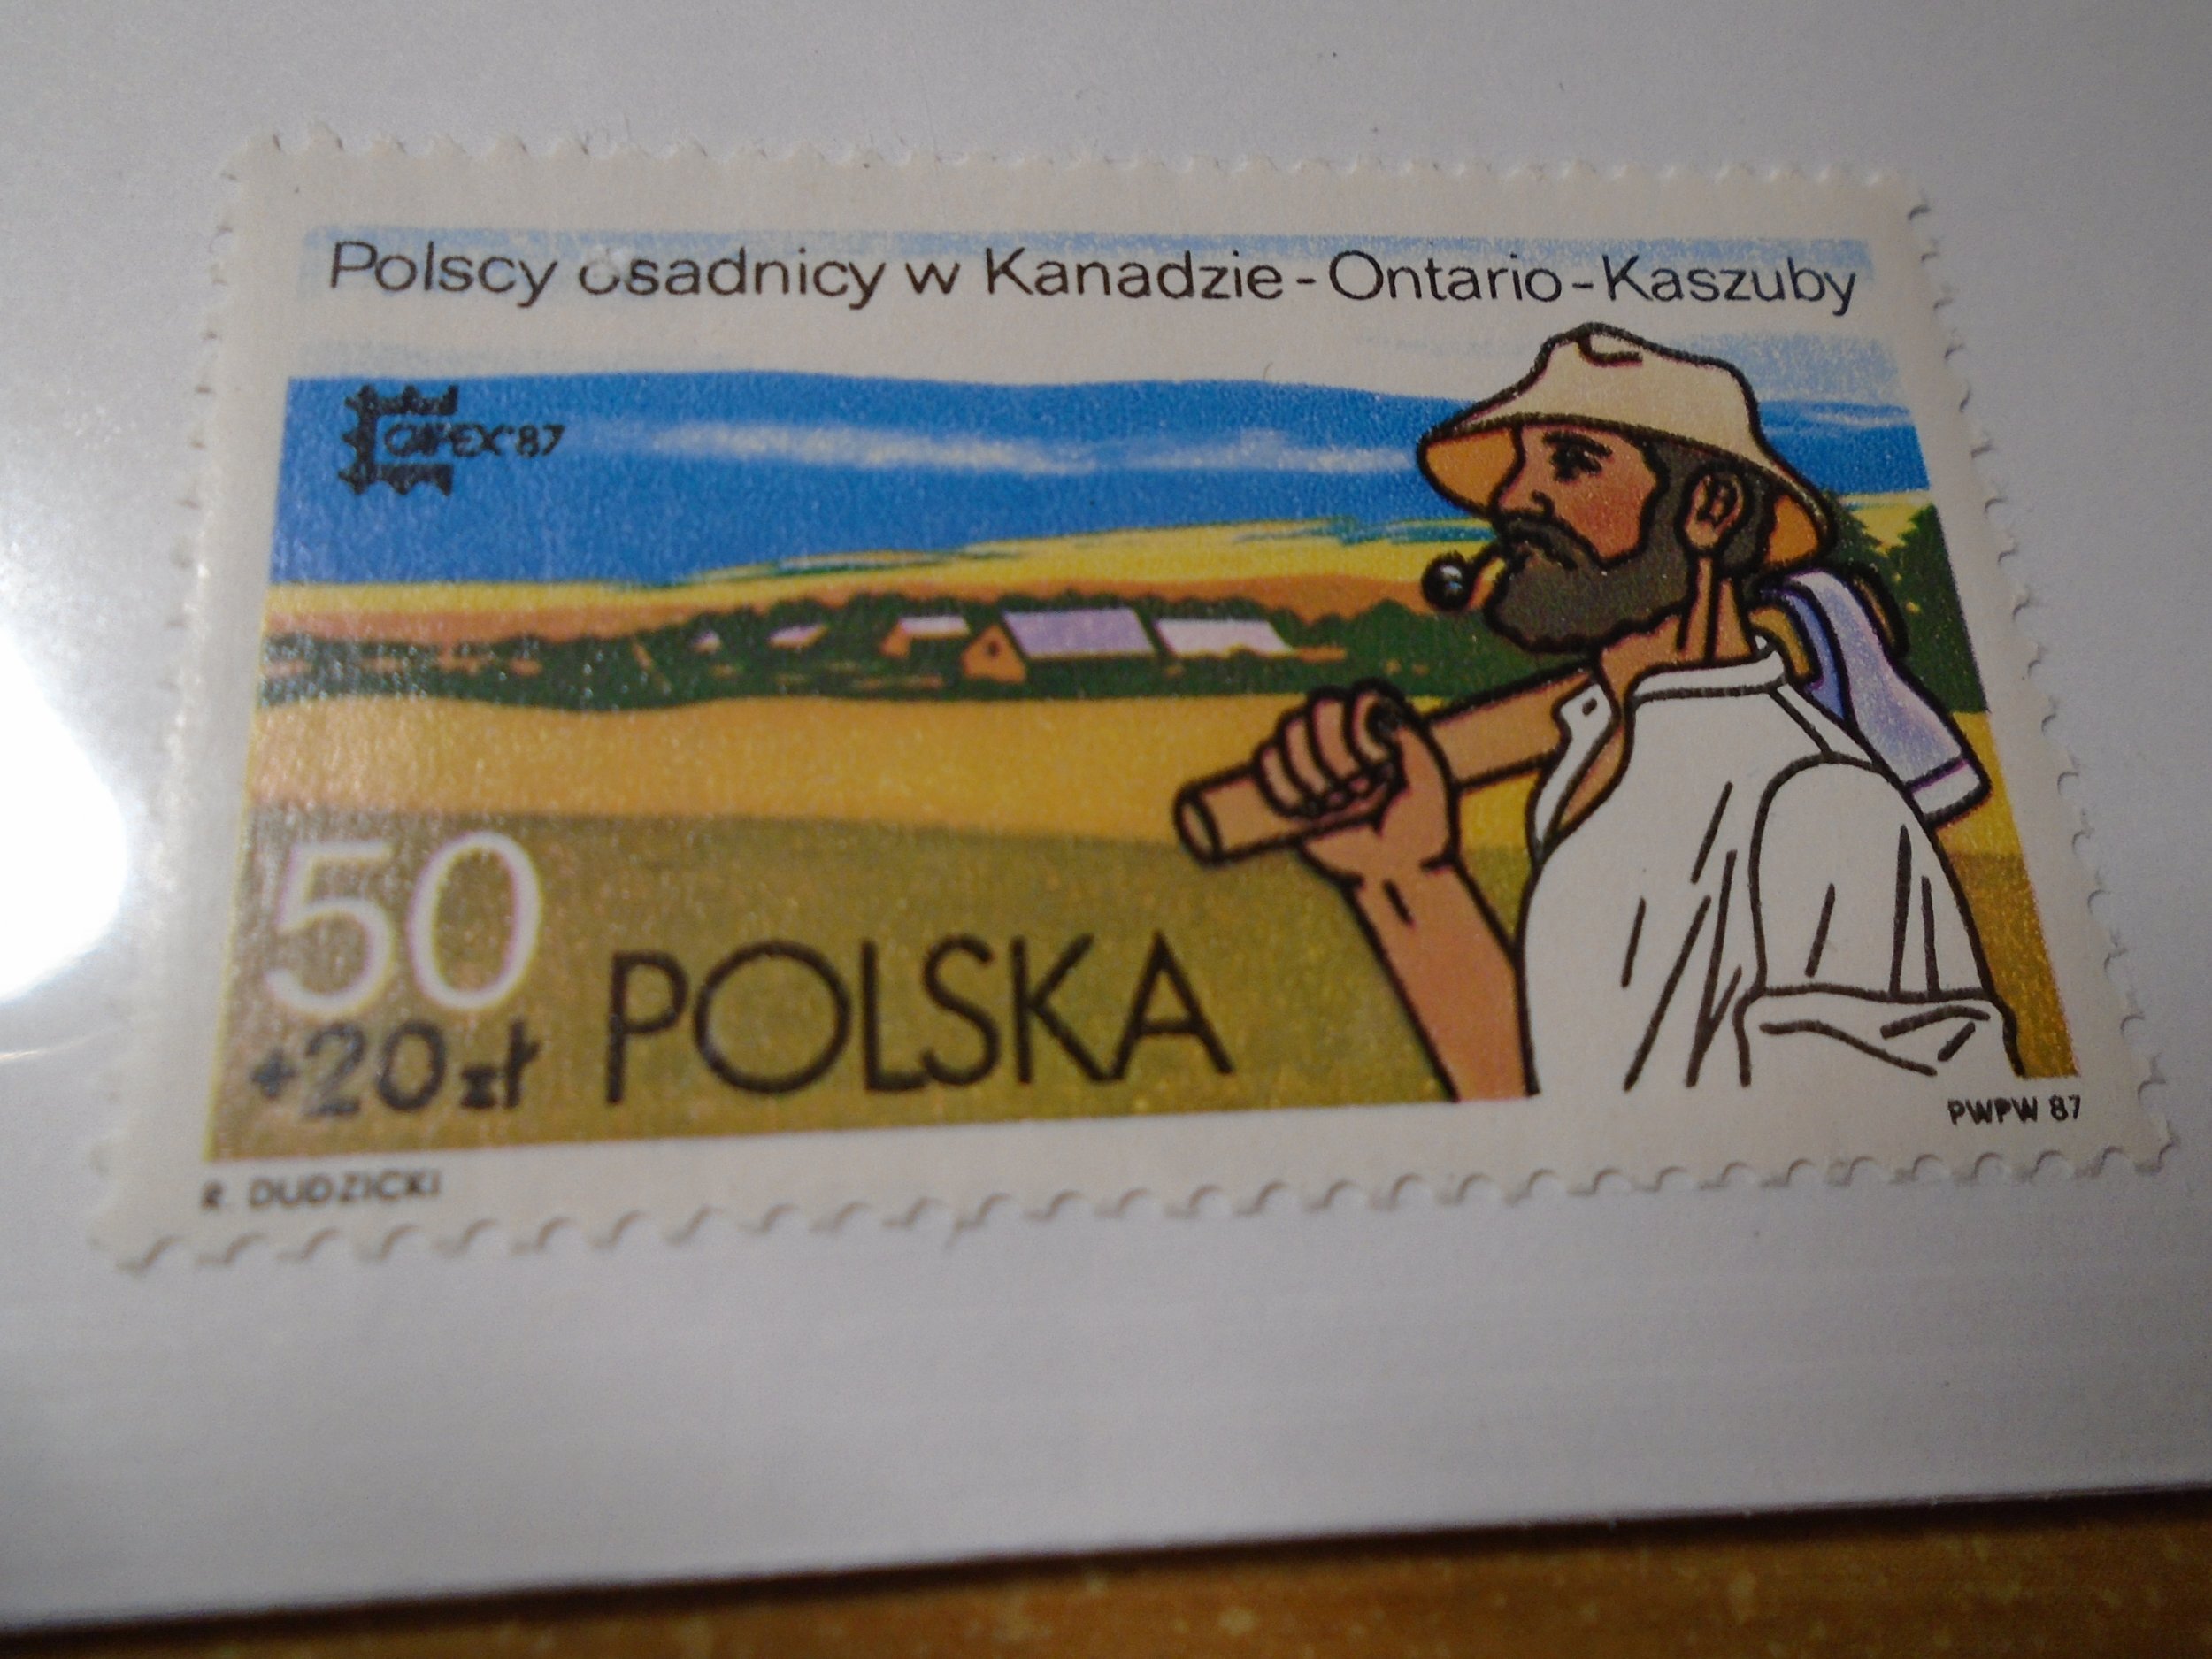 Polscy osadnicy w Kanadzie-Ontario-Kaszuby
CAPEX'87
50
+20 zł
POLSKA
PWPW 87
R. DUDZICKI